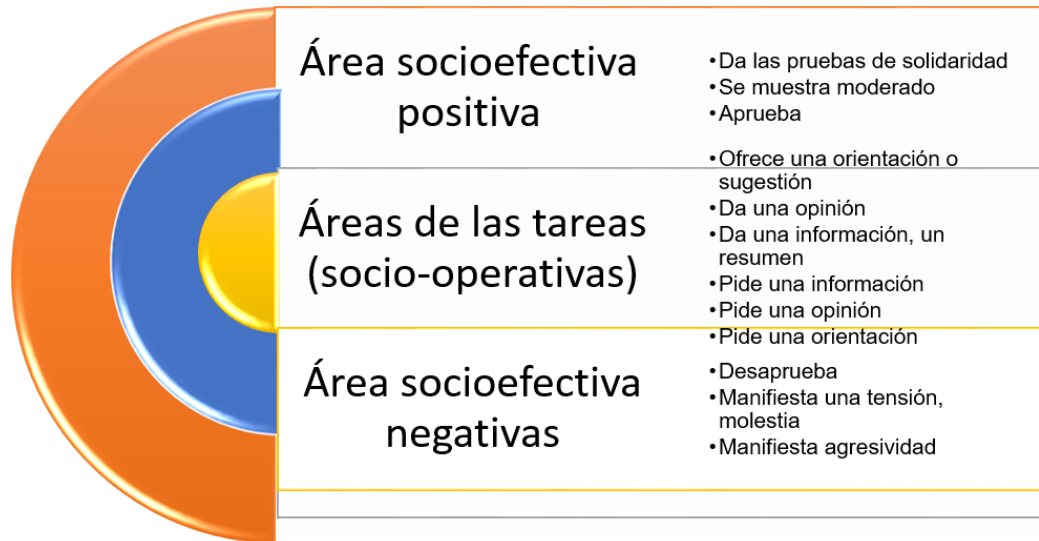 Área socioefectiva
positiva
•Da las pruebas de solidaridad
•Se muestra moderado
•Aprueba
Áreas de las tareas
(socio-operativas)
•Ofrece una orientación o
sugestión
•Da una opinión
•Da una información, un
resumen
•Pide una información
•Pide una opinión
•Pide una orientación
Área socioefectiva
negativas
•Desaprueba
•Manifiesta una tensión,
molestia
•Manifiesta agresividad